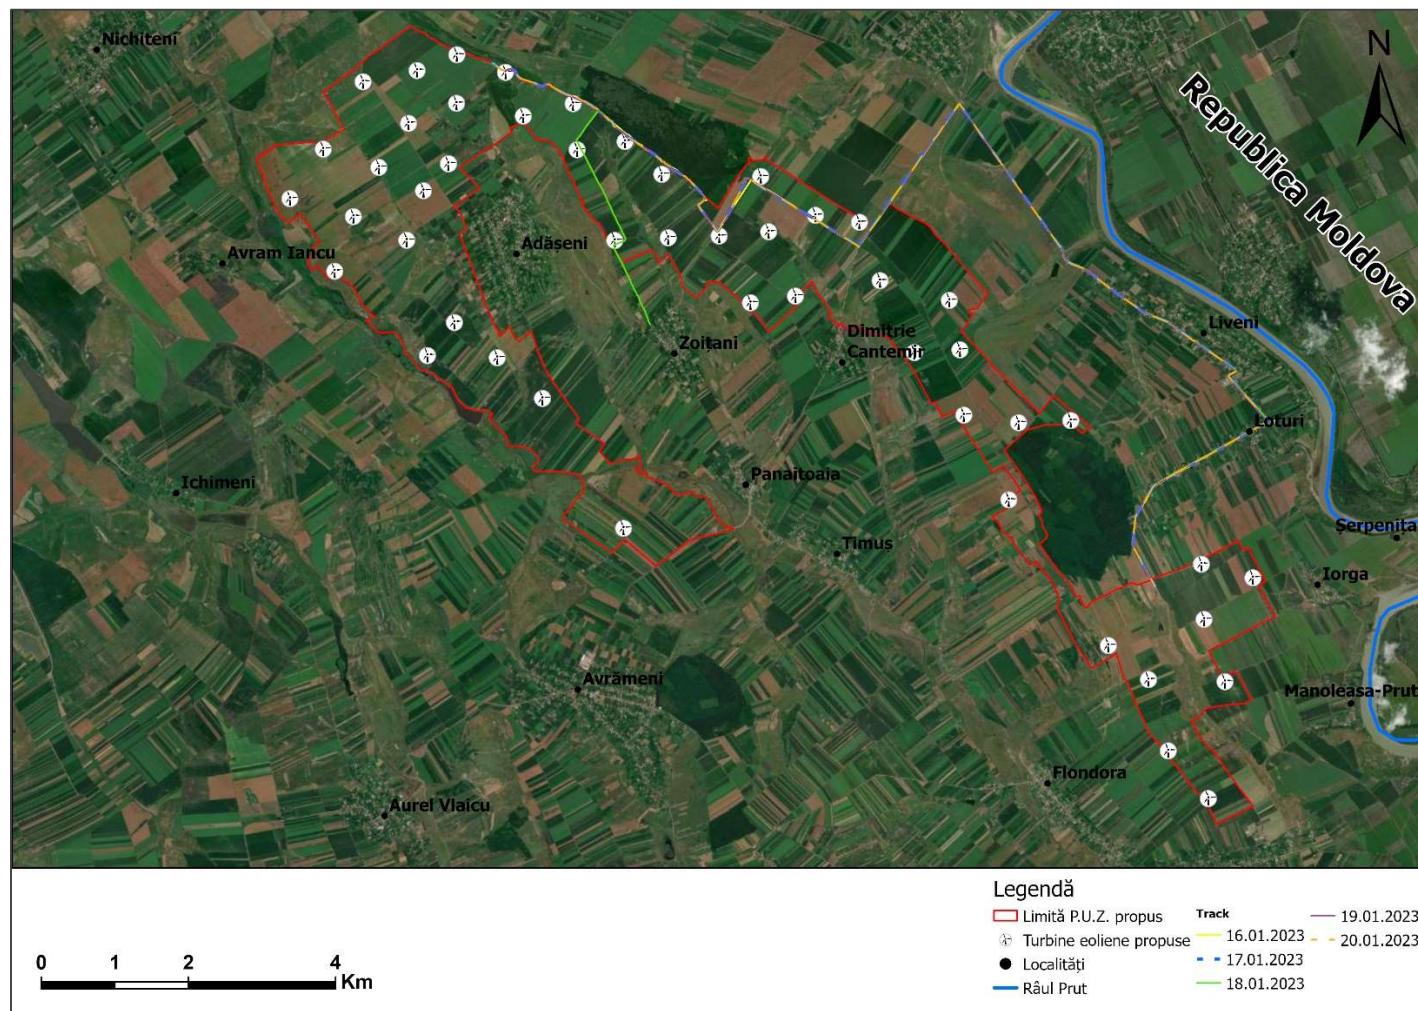 Nichiteni
N
Republica Moldova
Avram Iancu
Adășeni
Zoițani
Dimitrie
Cantemir
Liveni
Loturi
Ichimeni
Panaitoaia
Timus
Șerpenița
Iorga
Avrămeni
Manoleasa-Prut
Flondora
Aurel Vlaicu
Legendă
Limită P.U.Z. propus
Turbine eoliene propuse
Localități
Râul Prut
Track
16.01.2023
17.01.2023
18.01.2023
19.01.2023
20.01.2023
0 1 2 4
Km